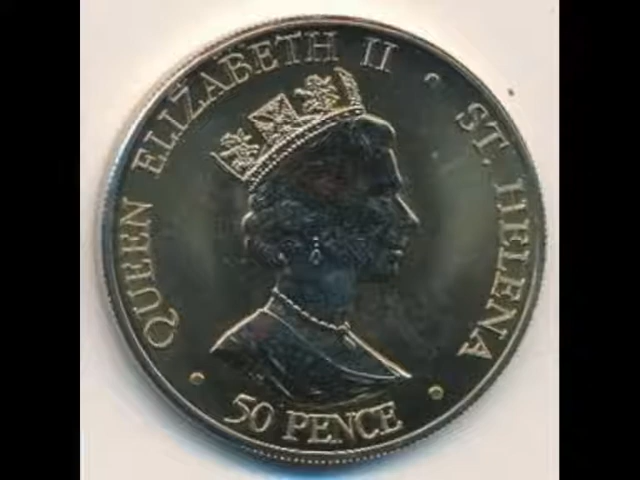 QUEEN ELIZABETH II • ST. HELENA
• 50 PENCE •